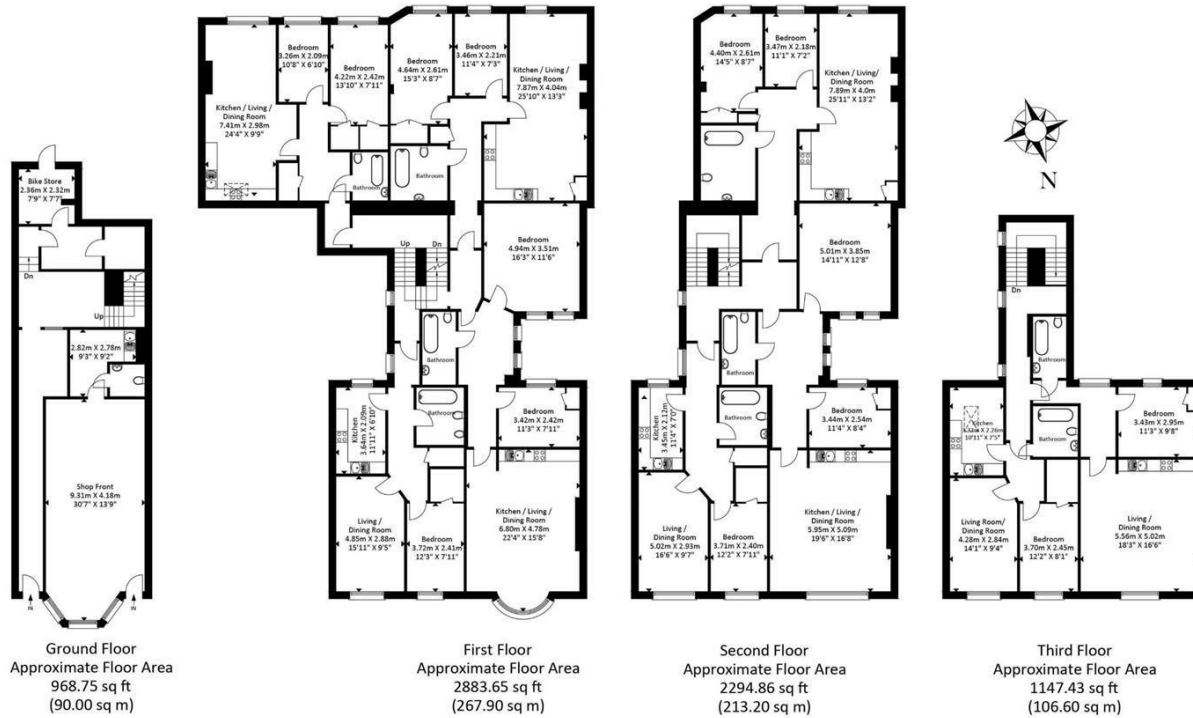 Bike Store
2.36m X 2.32m
7'9" X 7'7"
Dn
Up
2.82m X 2.78m
9'3" X 9'2"
Shop Front
9.31m X 4.18m
30'7" X 13'9"
IN
IN
Ground Floor
Approximate Floor Area
968.75 sq ft
(90.00 sq m)
Kitchen / Living /
Dining Room
7.41m X 2.98m
24'4" X 9'9"
Bedroom
3.26m X 2.09m
10'8" X 6'10"
Bedroom
4.22m X 2.42m
13'10" X 7'11"
Bedroom
4.64m X 2.61m
15'3" X 8'7"
Bedroom
3.46m X 2.21m
11'4" X 7'3"
Kitchen / Living /
Dining Room
7.87m X 4.04m
25'10" X 13'3"
Bathroom
Bathroom
Up
Dn
Bedroom
4.94m X 3.51m
16'3" X 11'6"
Bathroom
Kitchen
3.64m X 2.09m
11'11" X 6'10"
Bathroom
Bedroom
3.42m X 2.42m
11'3" X 7'11"
Living /
Dining Room
4.85m X 2.88m
15'11" X 9'5"
Bedroom
3.72m X 2.41m
12'3" X 7'11"
Kitchen / Living /
Dining Room
6.80m X 4.78m
22'4" X 15'8"
First Floor
Approximate Floor Area
2883.65 sq ft
(267.90 sq m)
Bedroom
4.40m X 2.61m
14'5" X 8'7"
Bedroom
3.47m X 2.18m
11'1" X 7'2"
Kitchen / Living/
Dining Room
7.89m X 4.0m
25'11" X 13'2"
Bathroom
Bedroom
5.01m X 3.85m
14'11" X 12'8"
Bathroom
Kitchen
3.45m X 2.12m
11'4" X 7'0"
Bathroom
Bedroom
3.44m X 2.54m
11'4" X 8'4"
Living /
Dining Room
5.02m X 2.93m
16'6" X 9'7"
Bedroom
3.71m X 2.40m
12'2" X 7'11"
Kitchen / Living /
Dining Room
5.95m X 5.09m
19'6" X 16'8"
Second Floor
Approximate Floor Area
2294.86 sq ft
(213.20 sq m)
N
Dn
Bathroom
Kitchen
X 2.26m
10'11" X 7'5"
Bathroom
Bedroom
3.43m X 2.95m
11'3" X 9'8"
Living Room/
Dining Room
4.28m X 2.84m
14'1" X 9'4"
Bedroom
3.70m X 2.45m
12'2" X 8'1"
Living /
Dining Room
5.56m X 5.02m
18'3" X 16'6"
Third Floor
Approximate Floor Area
1147.43 sq ft
(106.60 sq m)